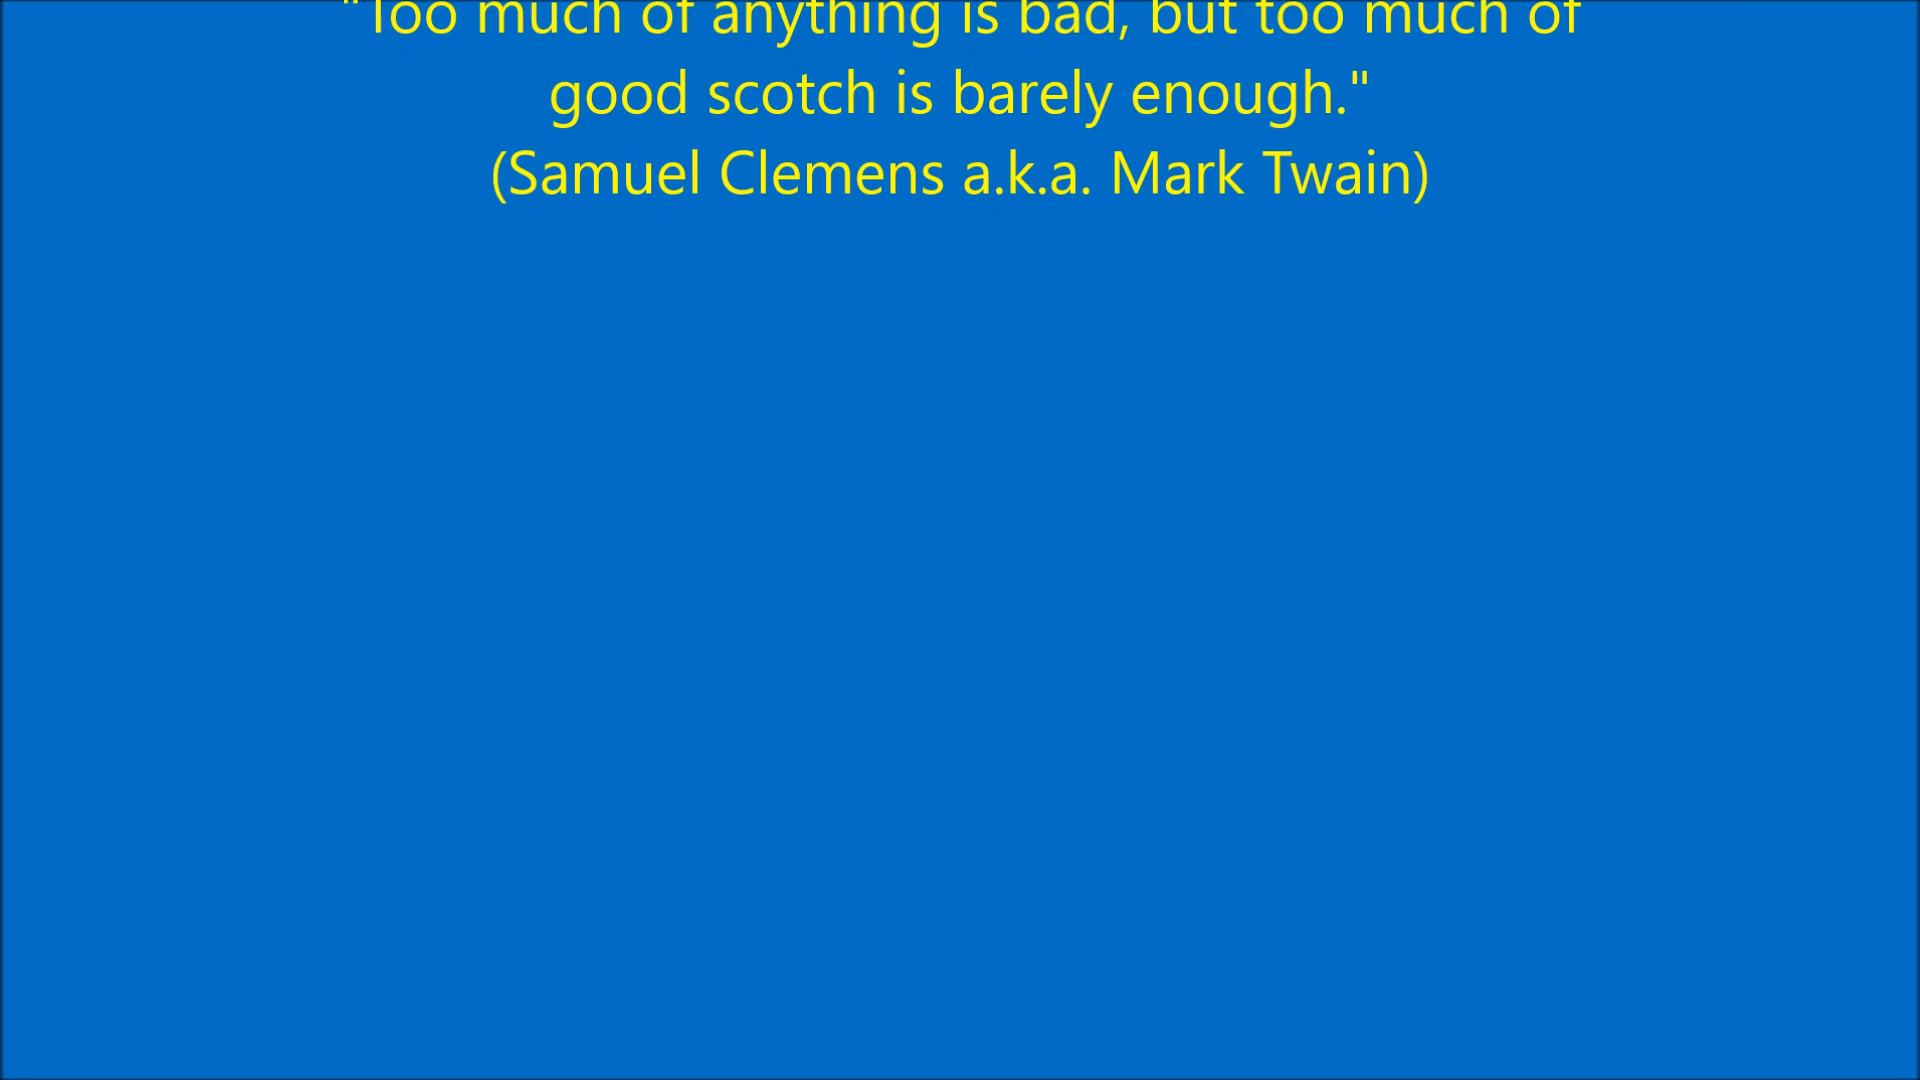 "Too much of anything is bad, but too much of
good scotch is barely enough."
(Samuel Clemens a.k.a. Mark Twain)